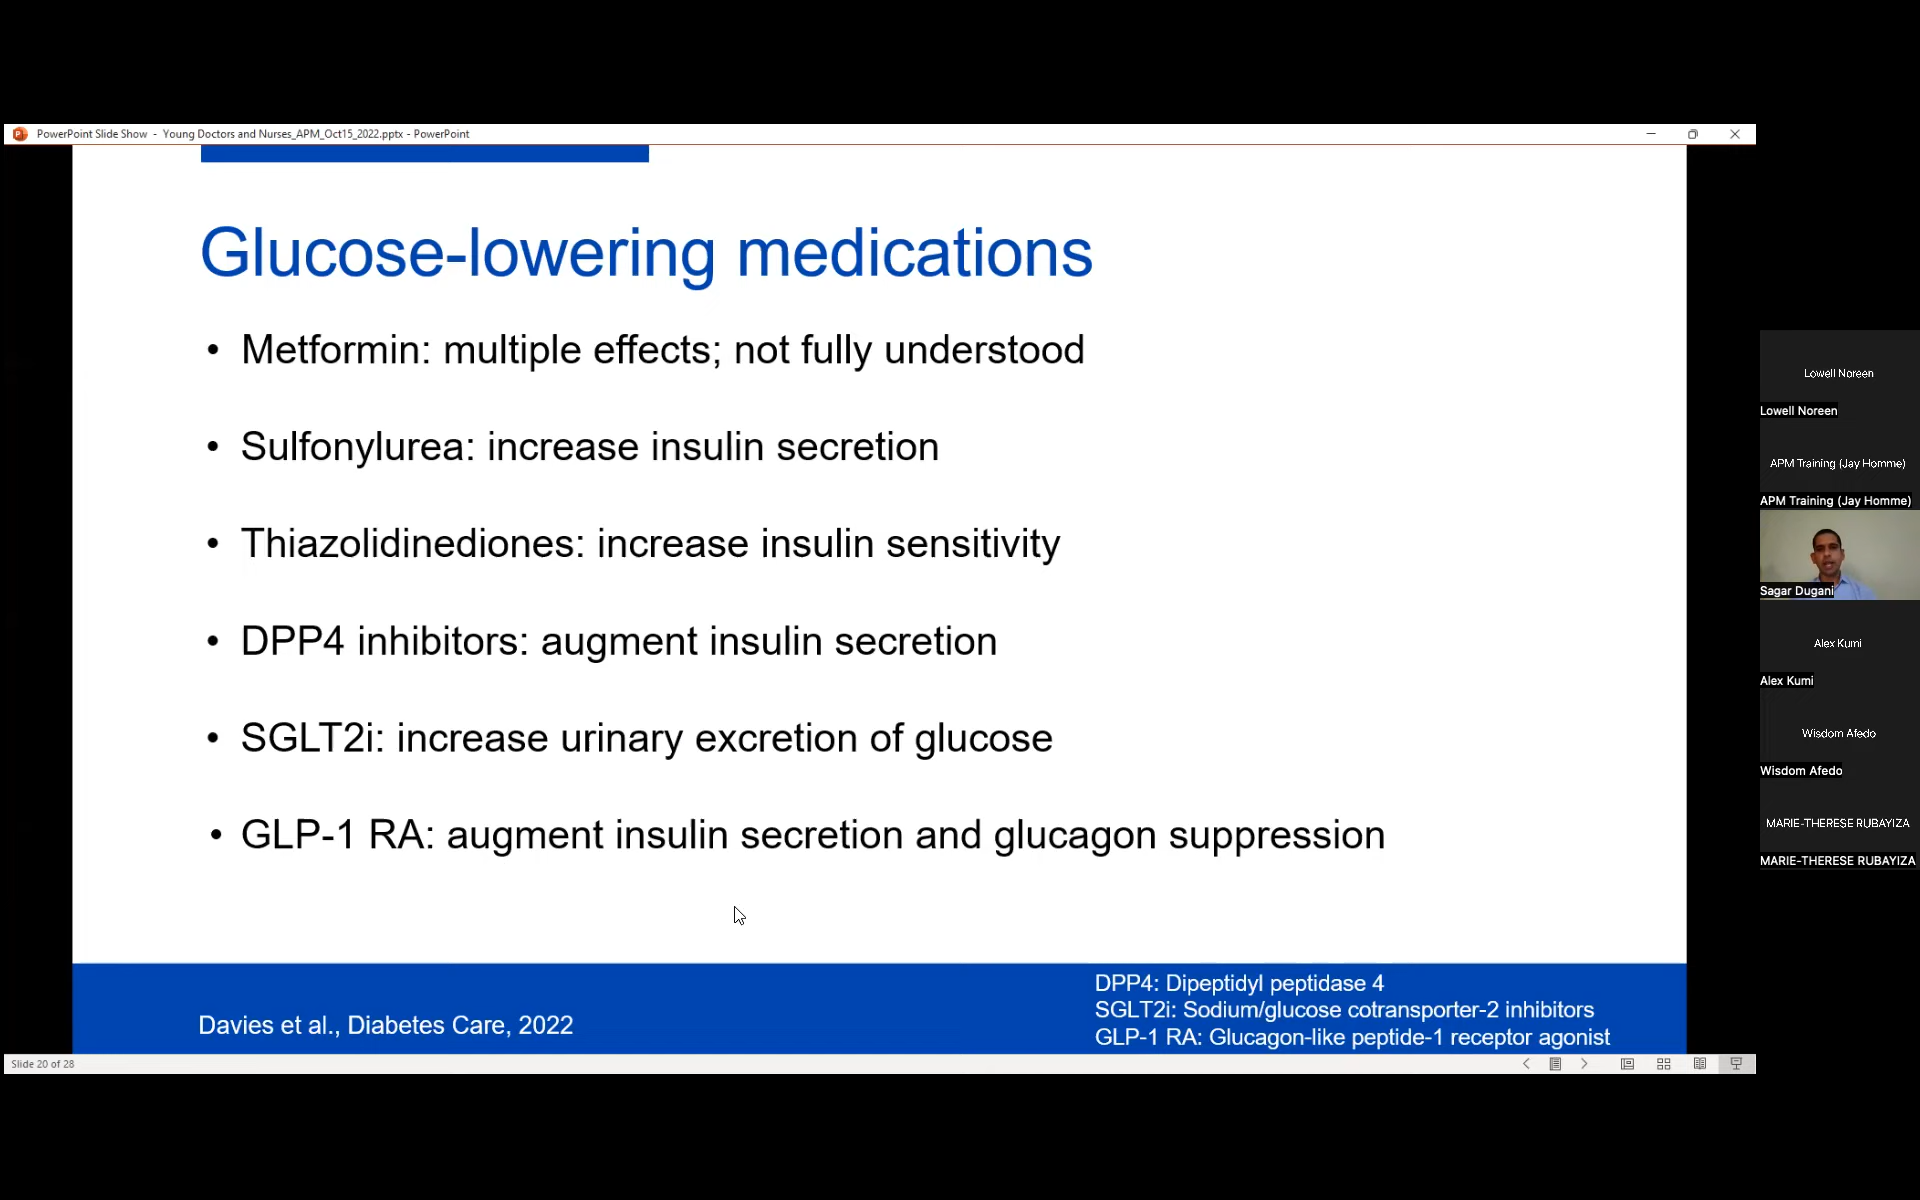 PowerPoint Slide Show - Young Doctors and Nurses_APM_Oct15_2022.pptx - PowerPoint
Glucose-lowering medications
• Metformin: multiple effects; not fully understood
• Sulfonylurea: increase insulin secretion
• Thiazolidinediones: increase insulin sensitivity
• DPP4 inhibitors: augment insulin secretion
• SGLT2i: increase urinary excretion of glucose
• GLP-1 RA: augment insulin secretion and glucagon suppression
Davies et al., Diabetes Care, 2022
DPP4: Dipeptidyl peptidase 4
SGLT2i: Sodium/glucose cotransporter-2 inhibitors
GLP-1 RA: Glucagon-like peptide-1 receptor agonist
Slide 20 of 28
Lowell Noreen
Lowell Noreen
APM Training (Jay Homme)
APM Training (Jay Homme)
Sagar Dugani
Alex Kumi
Alex Kumi
Wisdom Afedo
Wisdom Afedo
MARIE-THERESE RUBAYIZA
MARIE-THERESE RUBAYIZA